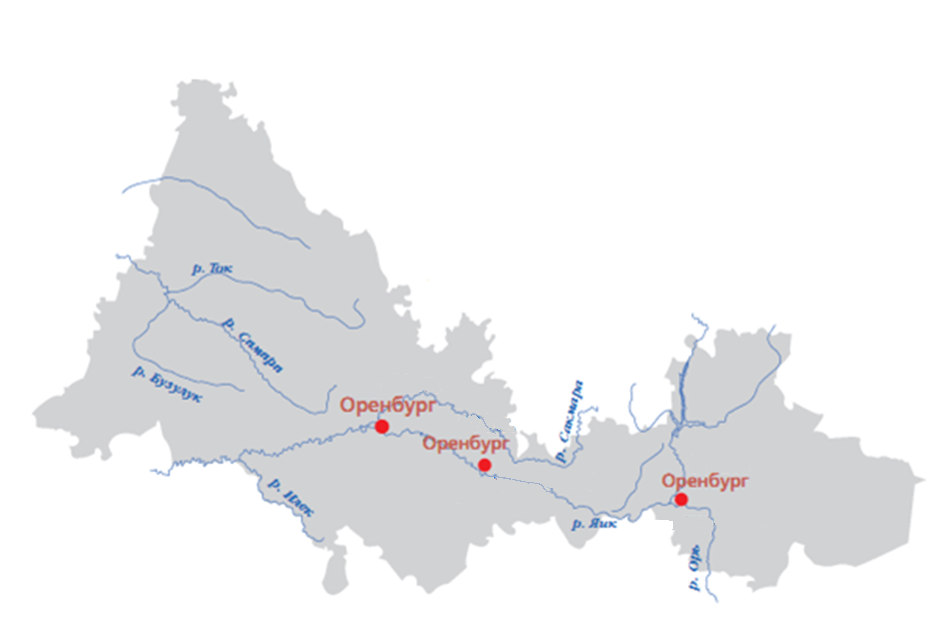 р. Ток
р. Самара
р. Бузулук
Оренбург
р. Сакмара
Оренбург
Оренбург
р. Илек
р. Яик
р. Орь